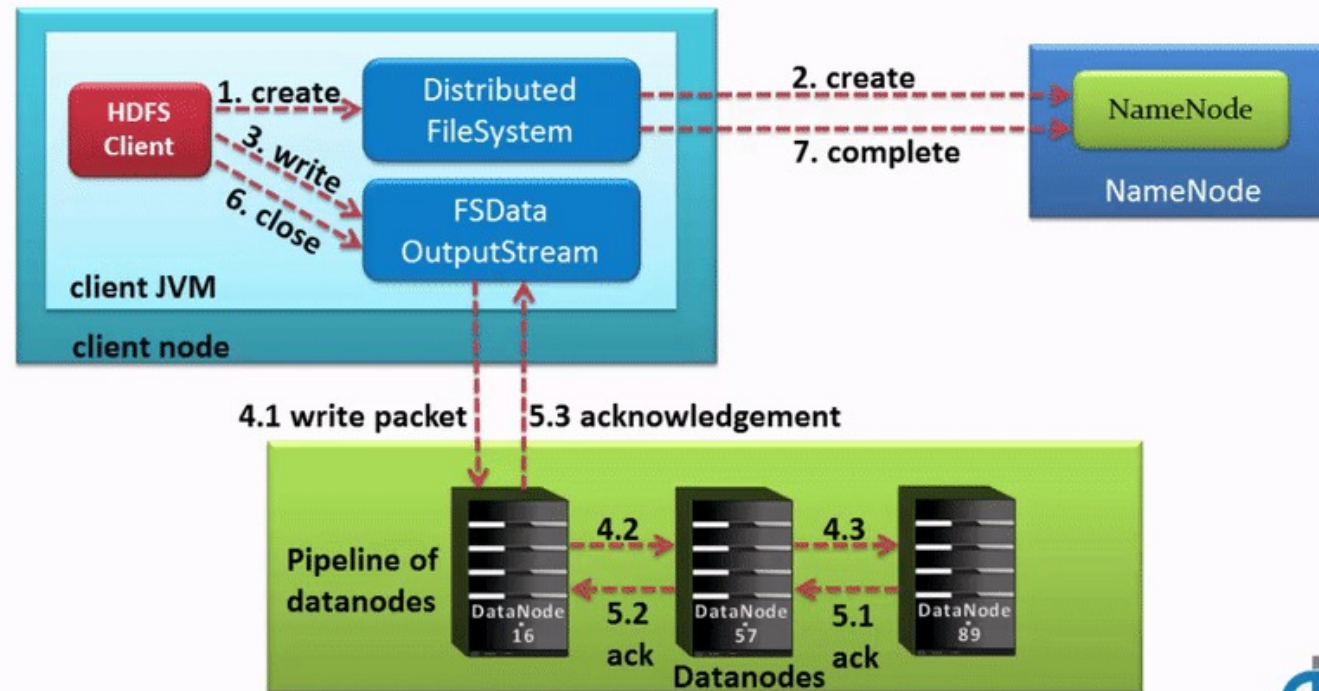 HDFS
Client
1. create
3. write
6. close
Distributed
FileSystem
FSData
OutputStream
client JVM
client node
2. create
7. complete
NameNode
NameNode
4.1 write packet
5.3 acknowledgement
Pipeline of
datanodes
DataNode
16
4.2
5.2
ack
DataNode
57
4.3
5.1
ack
DataNode
89
Datanodes